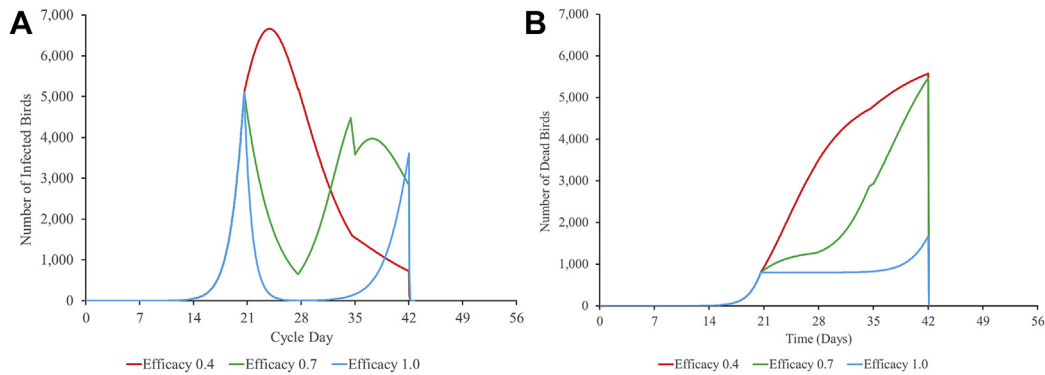 A
7,000
6,000
5,000
4,000
3,000
2,000
1,000
0
Number of Infected Birds
0 7 14 21 28 35 42 49 56
Cycle Day
Efficacy 0.4 Efficacy 0.7 Efficacy 1.0
B
7,000
6,000
5,000
4,000
3,000
2,000
1,000
0
Number of Dead Birds
0 7 14 21 28 35 42 49 56
Time (Days)
Efficacy 0.4 Efficacy 0.7 Efficacy 1.0